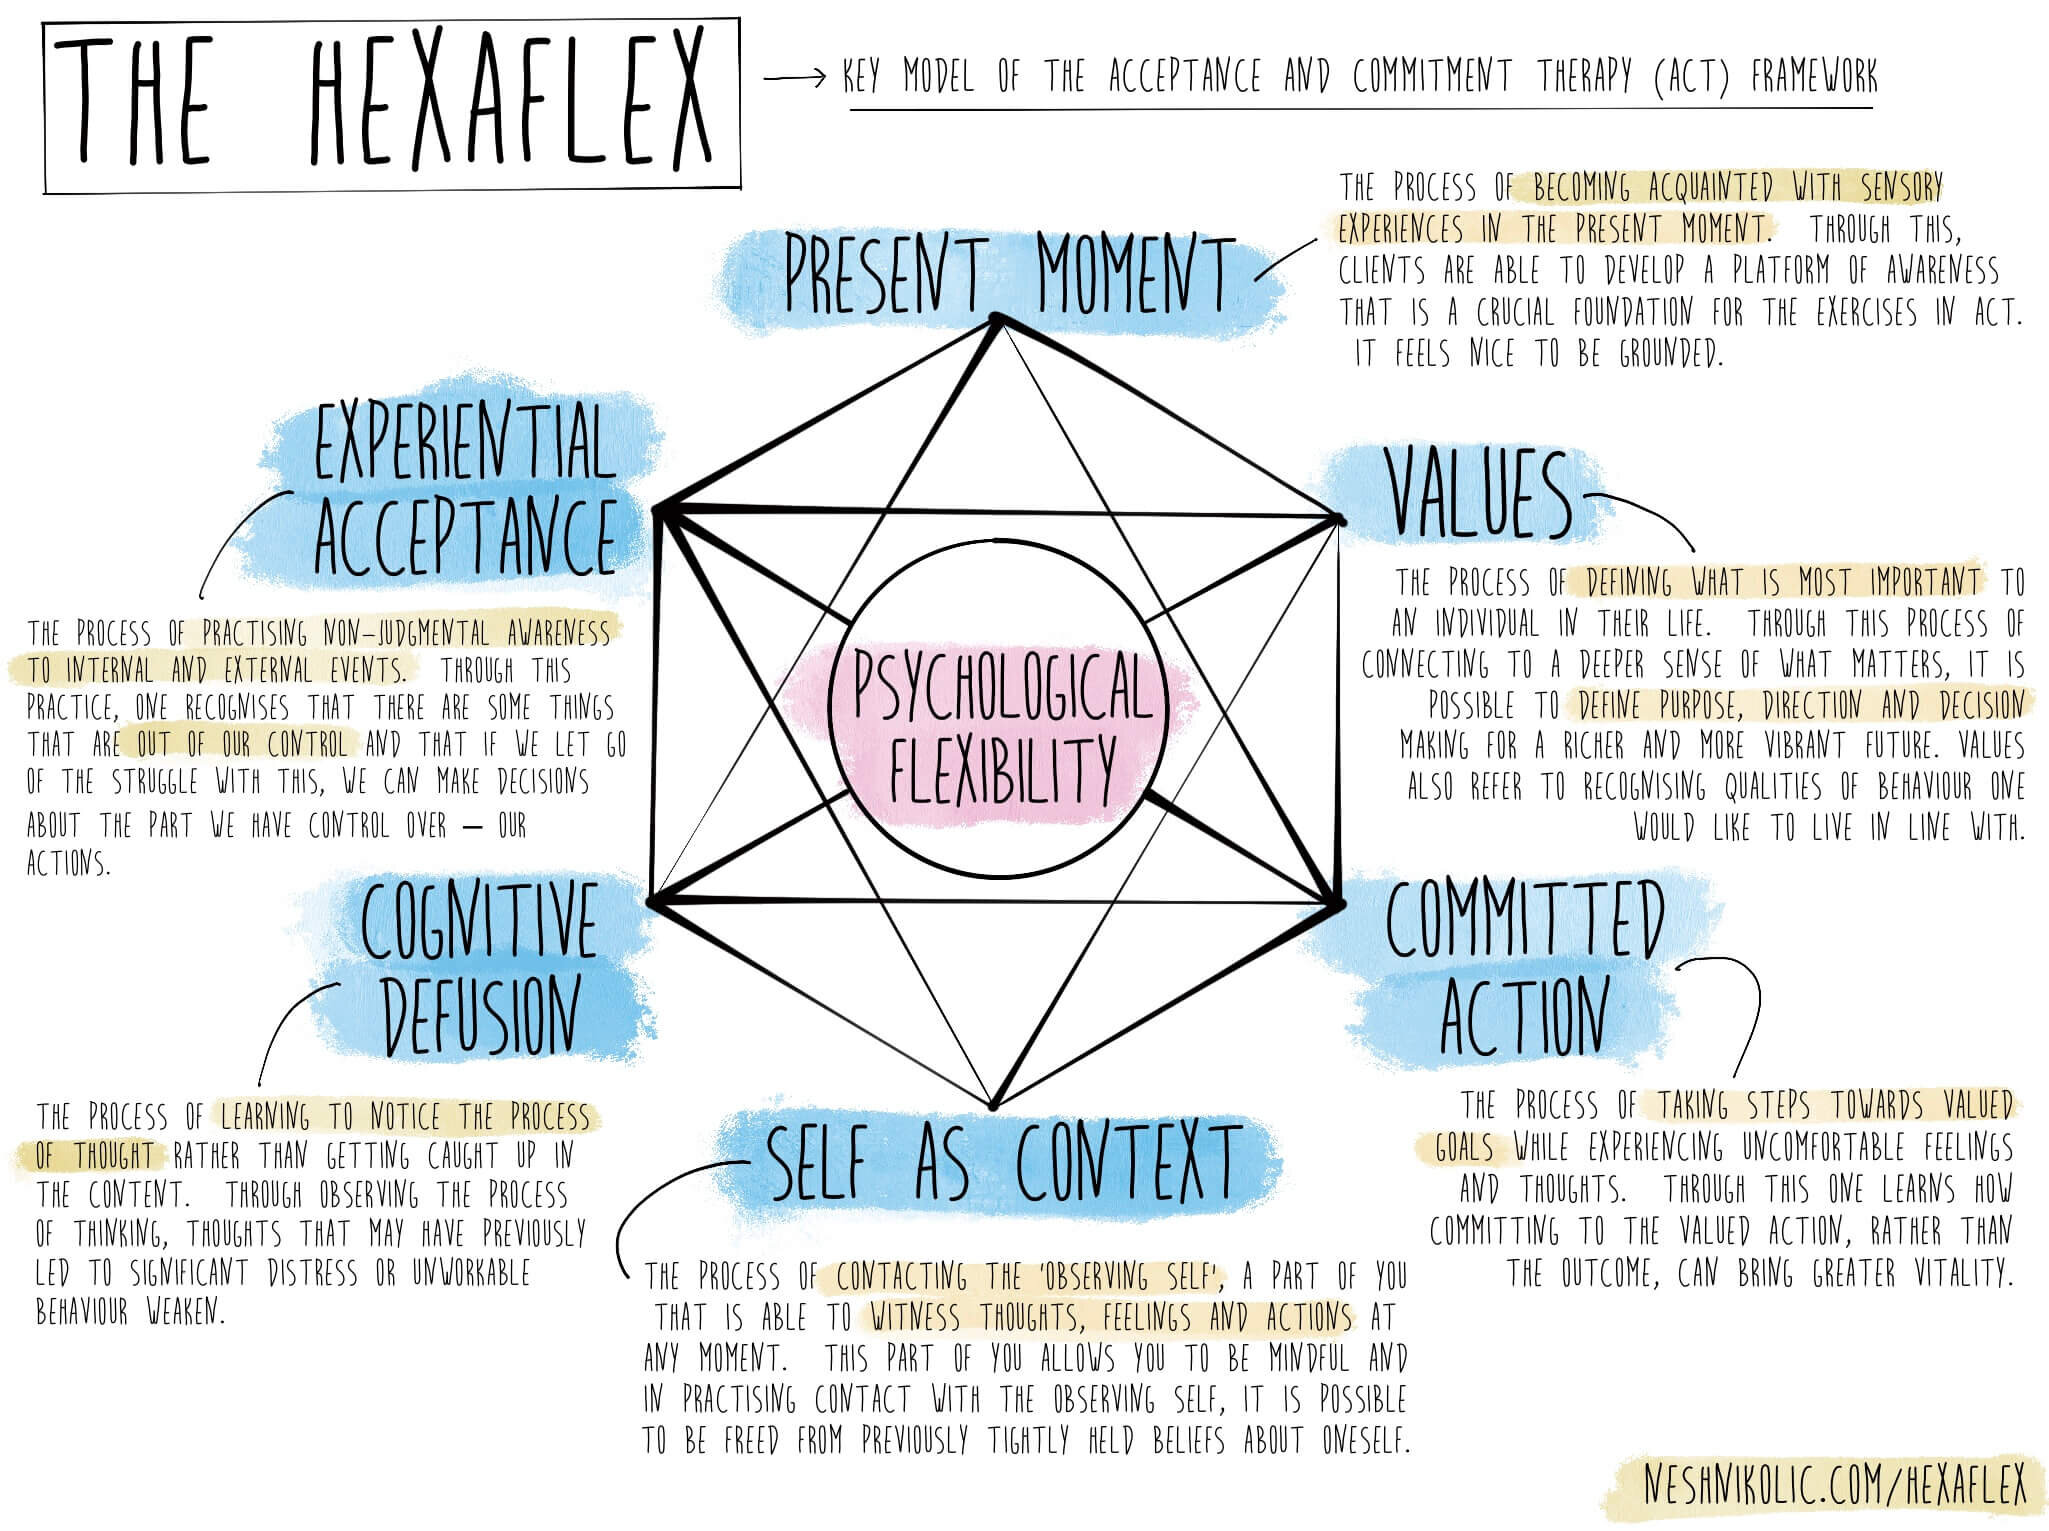 THE HEXAFLEX
KEY MODEL OF THE ACCEPTANCE AND COMMITMENT THERAPY (ACT) FRAMEWORK
PRESENT MOMENT
THE PROCESS OF BECOMING ACQUAINTED WITH SENSORY
EXPERIENCES IN THE PRESENT MOMENT. THROUGH THIS,
CLIENTS ARE ABLE TO DEVELOP A PLATFORM OF AWARENESS
THAT IS A CRUCIAL FOUNDATION FOR THE EXERCISES IN ACT.
IT FEELS NICE TO BE GROUNDED.
EXPERIENTIAL
ACCEPTANCE
THE PROCESS OF PRACTISING NON-JUDGMENTAL AWARENESS
TO INTERNAL AND EXTERNAL EVENTS. THROUGH THIS
PRACTICE, ONE RECOGNISES THAT THERE ARE SOME THINGS
THAT ARE OUT OF OUR CONTROL AND THAT IF WE LET GO
OF THE STRUGGLE WITH THIS, WE CAN MAKE DECISIONS
ABOUT THE PART WE HAVE CONTROL OVER – OUR
ACTIONS.
VALUES
THE PROCESS OF DEFINING WHAT IS MOST IMPORTANT TO
AN INDIVIDUAL IN THEIR LIFE. THROUGH THIS PROCESS OF
CONNECTING TO A DEEPER SENSE OF WHAT MATTERS, IT IS
POSSIBLE TO DEFINE PURPOSE, DIRECTION AND DECISION
MAKING FOR A RICHER AND MORE VIBRANT FUTURE. VALUES
ALSO REFER TO RECOGNISING QUALITIES OF BEHAVIOUR ONE
WOULD LIKE TO LIVE IN LINE WITH.
PSYCHOLOGICAL
FLEXIBILITY
COGNITIVE
DEFUSION
THE PROCESS OF LEARNING TO NOTICE THE PROCESS
OF THOUGHT RATHER THAN GETTING CAUGHT UP IN
THE CONTENT. THROUGH OBSERVING THE PROCESS
OF THINKING, THOUGHTS THAT MAY HAVE PREVIOUSLY
LED TO SIGNIFICANT DISTRESS OR UNWORKABLE
BEHAVIOUR WEAKEN.
COMMITTED
ACTION
THE PROCESS OF TAKING STEPS TOWARDS VALUED
GOALS WHILE EXPERIENCING UNCOMFORTABLE FEELINGS
AND THOUGHTS. THROUGH THIS ONE LEARNS HOW
COMMITTING TO THE VALUED ACTION, RATHER THAN
THE OUTCOME, CAN BRING GREATER VITALITY.
SELF AS CONTEXT
THE PROCESS OF CONTACTING THE 'OBSERVING SELF', A PART OF YOU
THAT IS ABLE TO WITNESS THOUGHTS, FEELINGS AND ACTIONS AT
ANY MOMENT. THIS PART OF YOU ALLOWS YOU TO BE MINDFUL AND
IN PRACTISING CONTACT WITH THE OBSERVING SELF, IT IS POSSIBLE
TO BE FREED FROM PREVIOUSLY TIGHTLY HELD BELIEFS ABOUT ONESELF.
NESHNIKOLIC.COM/HEXAFLEX